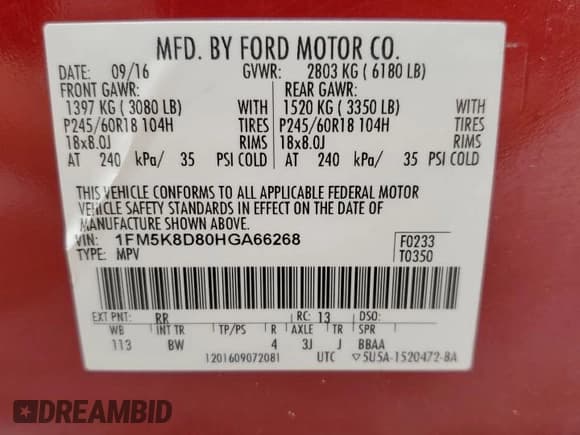 MFD. BY FORD MOTOR CO.
DATE: 09/16 GVWR: 2803 KG ( 6180 LB)
FRONT GAWR: REAR GAWR:
1397 KG ( 3080 LB) WITH 1520 KG ( 3350 LB) WITH
P245/60R18 104H TIRES P245/60R18 104H TIRES
18x8.0J RIMS 18x8.0J RIMS
AT 240 kPa/ 35 PSI COLD AT 240 kPa/ 35 PSI COLD
THIS VEHICLE CONFORMS TO ALL APPLICABLE FEDERAL MOTOR
VEHICLE SAFETY STANDARDS IN EFFECT ON THE DATE OF
MANUFACTURE SHOWN ABOVE.
VIN: 1FM5K8D80HGA66268 F0233
TYPE: MPV T0350
EXT PNT: RR RC: 13 DSO:
WB INT TR TP/PS R AXLE TR SPR
113 BW 4 3J J BBAA
1201609072081 UTC ▽5U5A-1520472-BA
DREAMBID